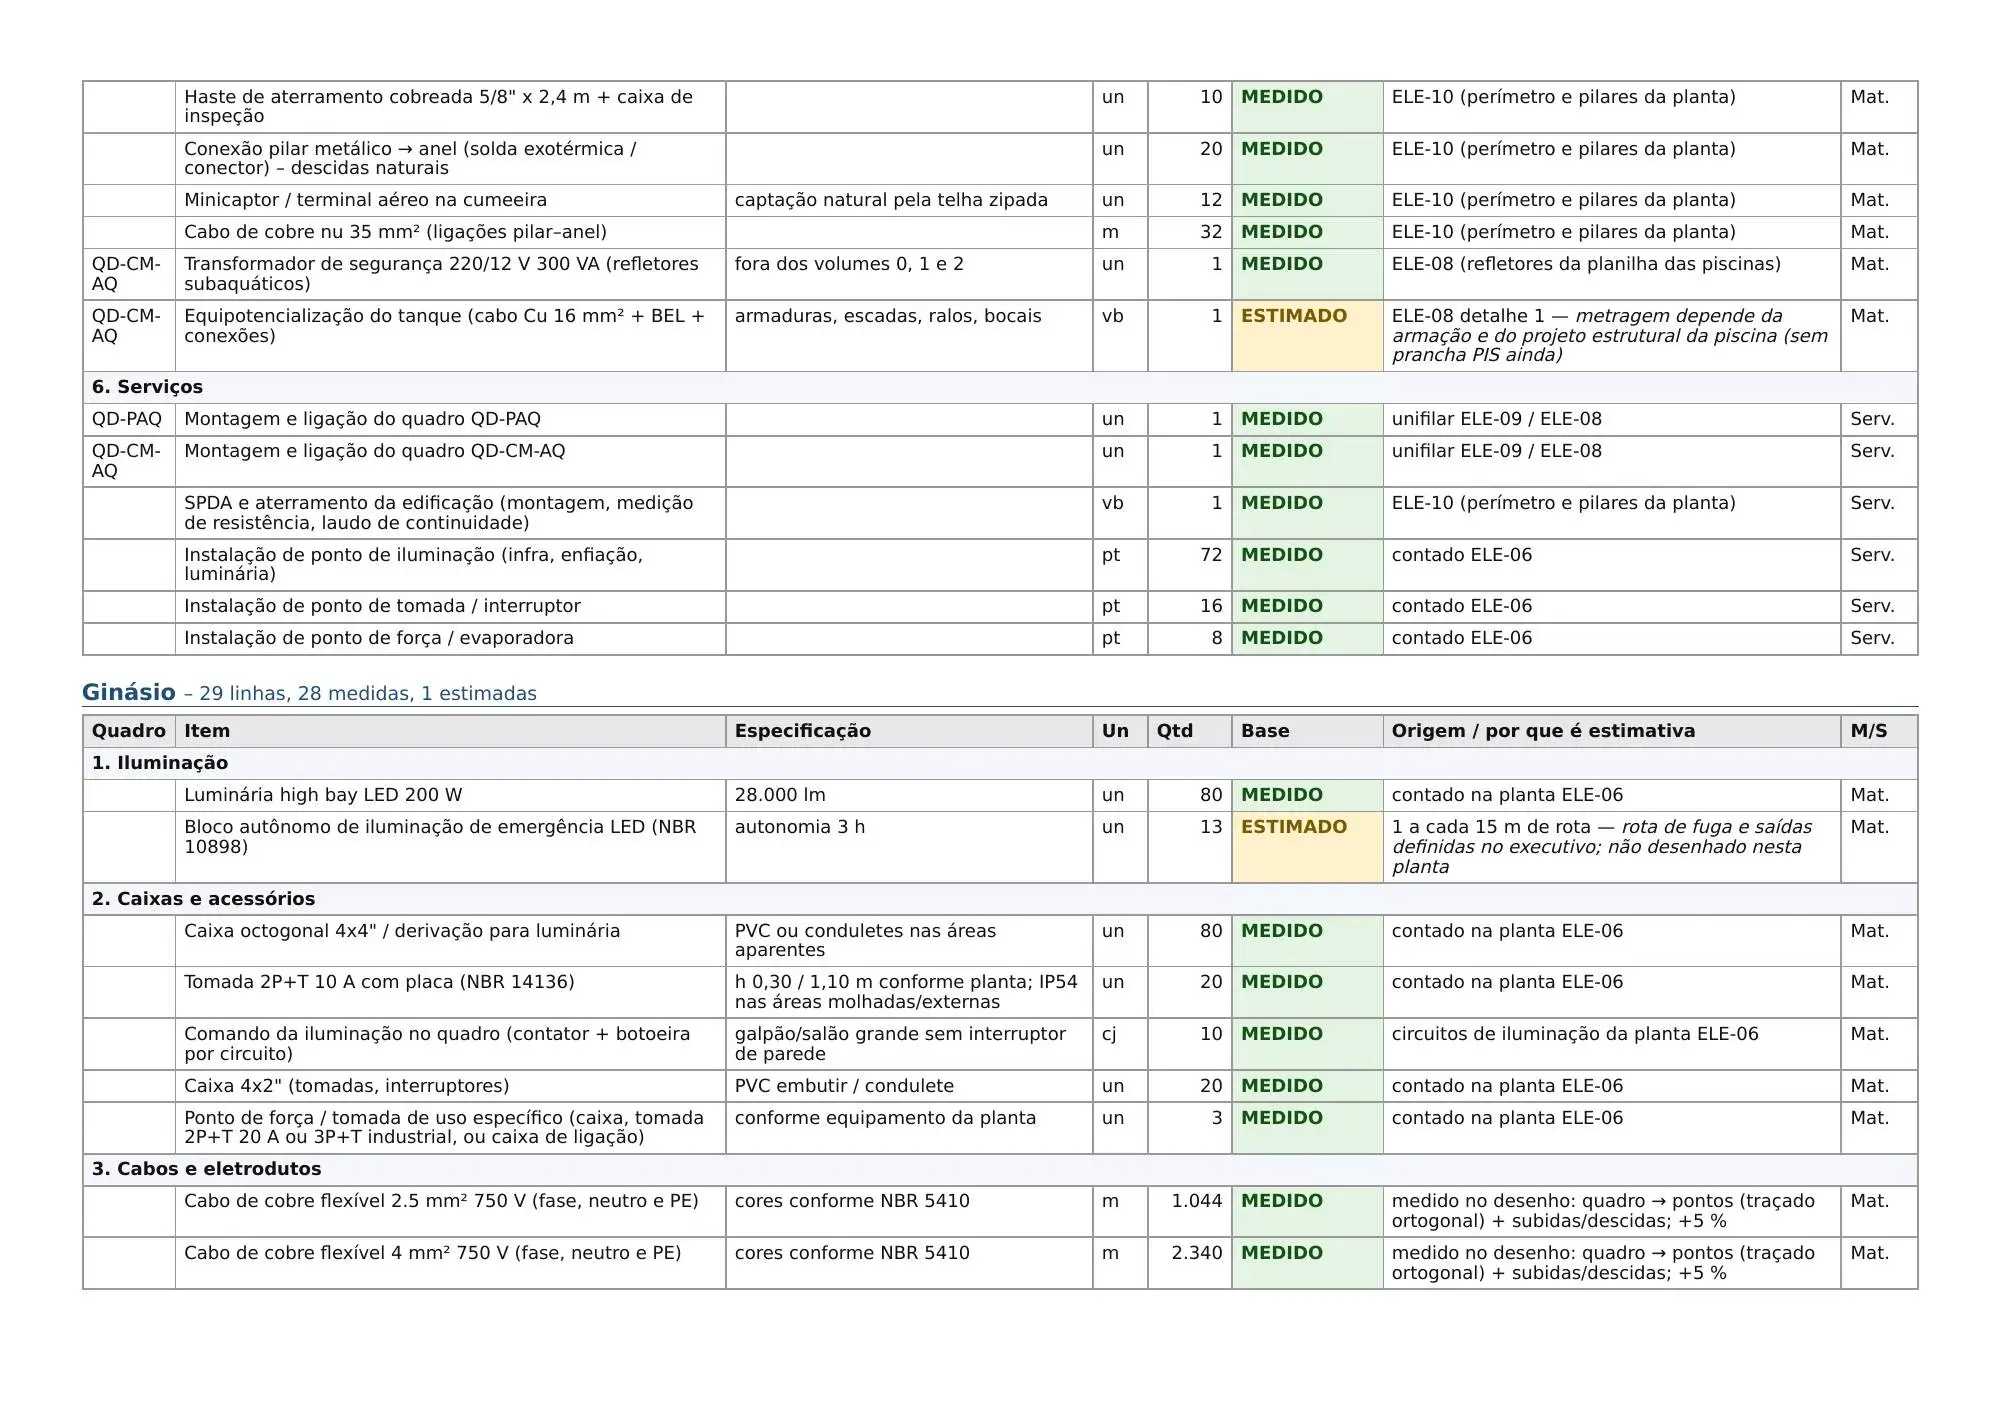 Haste de aterramento cobreada 5/8" x 2,4 m + caixa de inspeção un 10 MEDIDO ELE-10 (perímetro e pilares da planta) Mat.
Conexão pilar metálico → anel (solda exotérmica / conector) – descidas naturais un 20 MEDIDO ELE-10 (perímetro e pilares da planta) Mat.
Minicaptor / terminal aéreo na cumeeira captação natural pela telha zipada un 12 MEDIDO ELE-10 (perímetro e pilares da planta) Mat.
Cabo de cobre nu 35 mm² (ligações pilar–anel) m 32 MEDIDO ELE-10 (perímetro e pilares da planta) Mat.
QD-CM-AQ Transformador de segurança 220/12 V 300 VA (refletores subaquáticos) fora dos volumes 0, 1 e 2 un 1 MEDIDO ELE-08 (refletores da planilha das piscinas) Mat.
QD-CM-AQ Equipotencialização do tanque (cabo Cu 16 mm² + BEL + conexões) armaduras, escadas, ralos, bocais vb 1 ESTIMADO ELE-08 detalhe 1 — metragem depende da armação e do projeto estrutural da piscina (sem prancha PIS ainda) Mat.
6. Serviços
QD-PAQ Montagem e ligação do quadro QD-PAQ un 1 MEDIDO unifilar ELE-09 / ELE-08 Serv.
QD-CM-AQ Montagem e ligação do quadro QD-CM-AQ un 1 MEDIDO unifilar ELE-09 / ELE-08 Serv.
SPDA e aterramento da edificação (montagem, medição de resistência, laudo de continuidade) vb 1 MEDIDO ELE-10 (perímetro e pilares da planta) Serv.
Instalação de ponto de iluminação (infra, enfiação, luminária) pt 72 MEDIDO contado ELE-06 Serv.
Instalação de ponto de tomada / interruptor pt 16 MEDIDO contado ELE-06 Serv.
Instalação de ponto de força / evaporadora pt 8 MEDIDO contado ELE-06 Serv.
Ginásio – 29 linhas, 28 medidas, 1 estimadas
Quadro Item Especificação Un Qtd Base Origem / por que é estimativa M/S
1. Iluminação
Luminária high bay LED 200 W 28.000 lm un 80 MEDIDO contado na planta ELE-06 Mat.
Bloco autônomo de iluminação de emergência LED (NBR 10898) autonomia 3 h un 13 ESTIMADO 1 a cada 15 m de rota — rota de fuga e saídas definidas no executivo; não desenhado nesta planta Mat.
2. Caixas e acessórios
Caixa octogonal 4x4" / derivação para luminária PVC ou conduletes nas áreas aparentes un 80 MEDIDO contado na planta ELE-06 Mat.
Tomada 2P+T 10 A com placa (NBR 14136) h 0,30 / 1,10 m conforme planta; IP54 nas áreas molhadas/externas un 20 MEDIDO contado na planta ELE-06 Mat.
Comando da iluminação no quadro (contator + botoeira por circuito) galpão/salão grande sem interruptor de parede cj 10 MEDIDO circuitos de iluminação da planta ELE-06 Mat.
Caixa 4x2" (tomadas, interruptores) PVC embutir / condulete un 20 MEDIDO contado na planta ELE-06 Mat.
Ponto de força / tomada de uso específico (caixa, tomada 2P+T 20 A ou 3P+T industrial, ou caixa de ligação) conforme equipamento da planta un 3 MEDIDO contado na planta ELE-06 Mat.
3. Cabos e eletrodutos
Cabo de cobre flexível 2.5 mm² 750 V (fase, neutro e PE) cores conforme NBR 5410 m 1.044 MEDIDO medido no desenho: quadro → pontos (traçado ortogonal) + subidas/descidas; +5 % Mat.
Cabo de cobre flexível 4 mm² 750 V (fase, neutro e PE) cores conforme NBR 5410 m 2.340 MEDIDO medido no desenho: quadro → pontos (traçado ortogonal) + subidas/descidas; +5 % Mat.